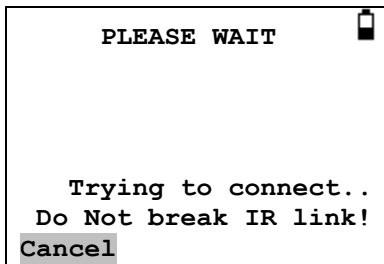 PLEASE WAIT
Trying to connect..
Do Not break IR link!
Cancel